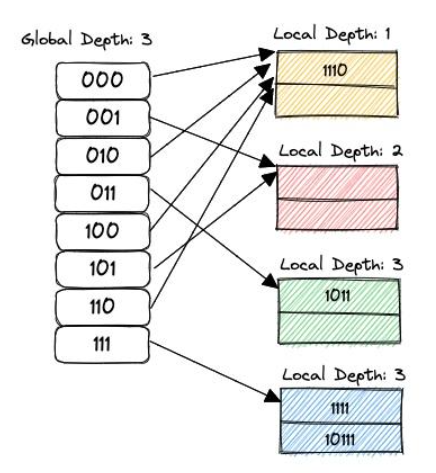 Global Depth: 3
000
001
010
011
100
101
110
111
Local Depth: 1
1110
Local Depth: 2
Local Depth: 3
1011
Local Depth: 3
1111
10111